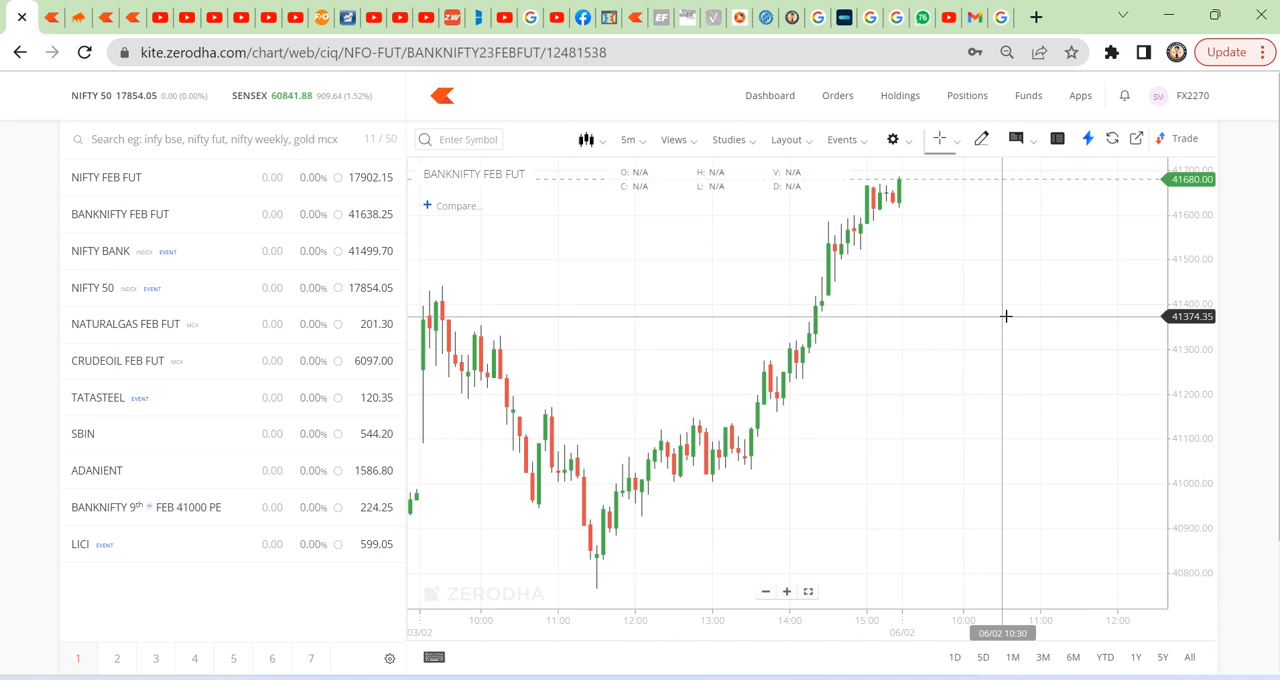 kite.zerodha.com/chart/web/ciq/NFO-FUT/BANKNIFTY23FEBFUT/12481538
Update
NIFTY 50 17854.05 0.00 (0.00%) SENSEX 60841.88 909.64 (1.52%)
Dashboard Orders Holdings Positions Funds Apps SM FX2270
Search eg: infy bse, nifty fut, nifty weekly, gold mcx 11 / 50
Enter Symbol 5m Views Studies Layout Events Trade
NIFTY FEB FUT 0.00 0.00% 17902.15
BANKNIFTY FEB FUT 0.00 0.00% 41638.25
NIFTY BANK INDEX EVENT 0.00 0.00% 41499.70
NIFTY 50 INDEX EVENT 0.00 0.00% 17854.05
NATURALGAS FEB FUT MCX 0.00 0.00% 201.30
CRUDEOIL FEB FUT MCX 0.00 0.00% 6097.00
TATASTEEL EVENT 0.00 0.00% 120.35
SBIN 0.00 0.00% 544.20
ADANIENT 0.00 0.00% 1586.80
BANKNIFTY 9th FEB 41000 PE 0.00 0.00% 224.25
LICI EVENT 0.00 0.00% 599.05
1 2 3 4 5 6 7
BANKNIFTY FEB FUT
O: N/A H: N/A V: N/A
C: N/A L: N/A D: N/A
+ Compare...
41700.00
41680.00
41600.00
41500.00
41400.00
41374.35
41300.00
41200.00
41100.00
41000.00
40900.00
40800.00
ZERODHA
10:00 11:00 12:00 13:00 14:00 15:00 10:00 11:00 12:00
03/02 06/02 06/02 10:30
1D 5D 1M 3M 6M YTD 1Y 5Y All